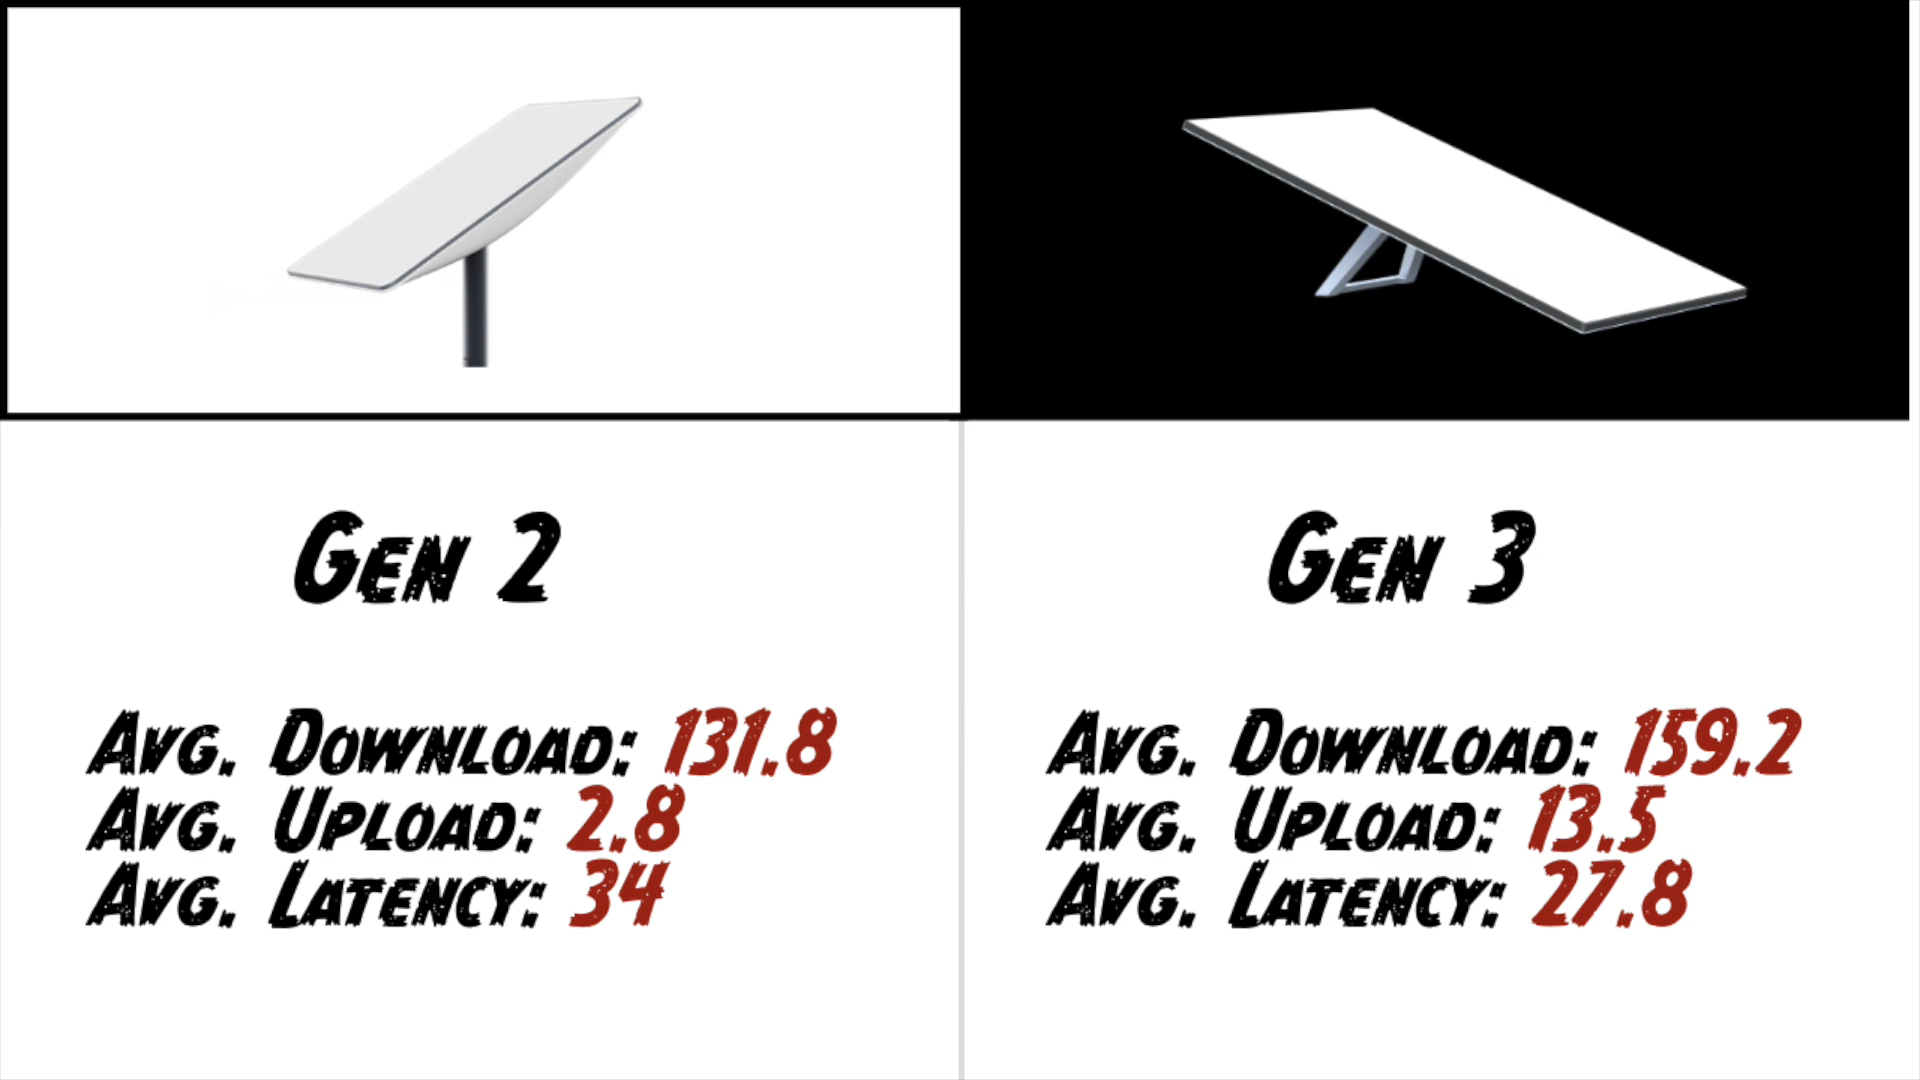 Gen 2
Avg. Download: 131.8
Avg. Upload: 2.8
Avg. Latency: 34
Gen 3
Avg. Download: 159.2
Avg. Upload: 13.5
Avg. Latency: 27.8